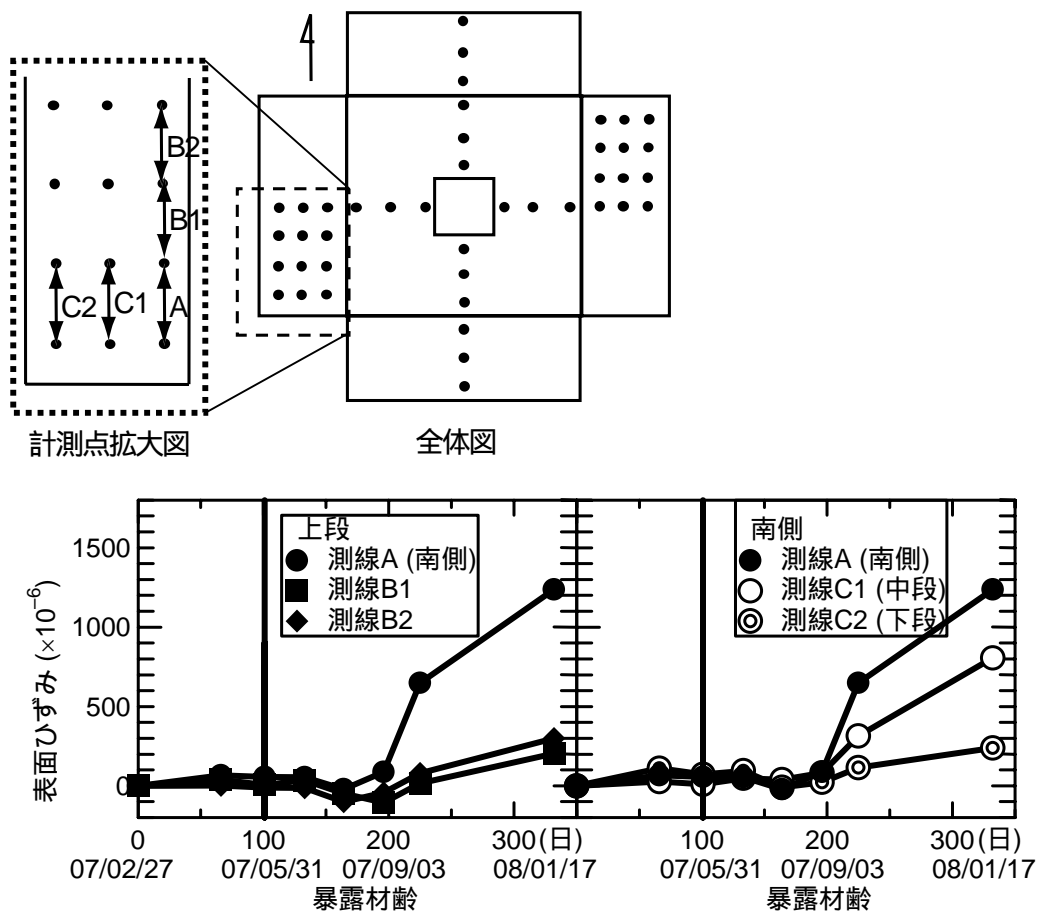 B2
B1
C2
C1
A
計測点拡大図
全体図
表面ひずみ (×10⁻⁶)
1500
1000
500
0
上段
測線A (南側)
測線B1
測線B2
南側
測線A (南側)
測線C1 (中段)
測線C2 (下段)
0 100 200 300(日)
07/02/27 07/05/31 07/09/03 08/01/17
暴露材齢
100 200 300(日)
07/05/31 07/09/03 08/01/17
暴露材齢